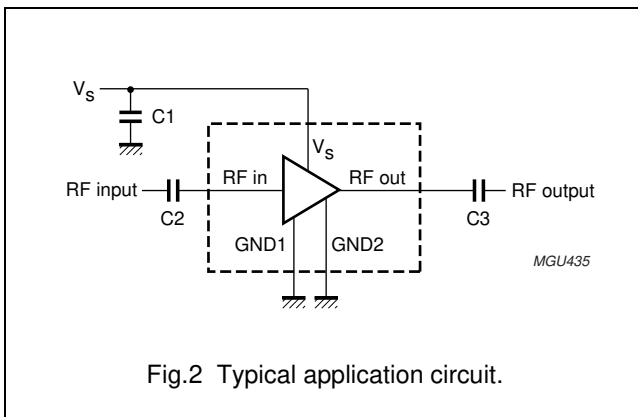 Vs
C1
Vs
RF input
RF in
RF out
RF output
C2
C3
GND1
GND2
MGU435
Fig.2 Typical application circuit.